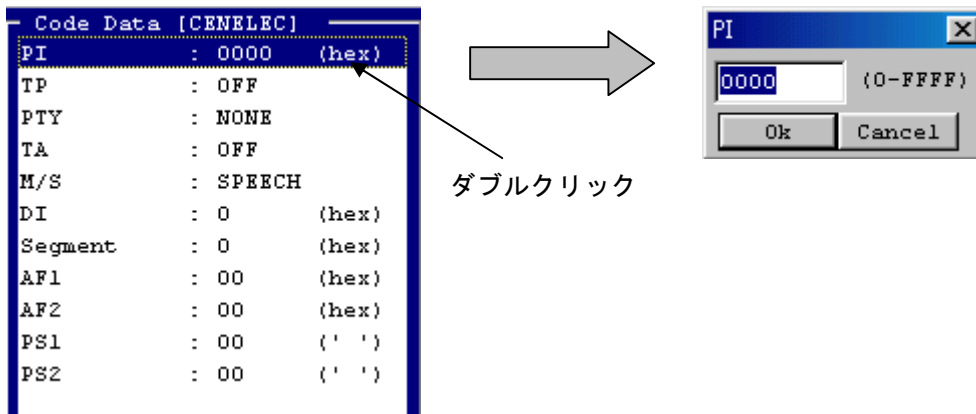 Code Data [CENELEC]
PI : 0000 (hex)
TP : OFF
PTY : NONE
TA : OFF
M/S : SPEECH
DI : 0 (hex)
Segment : 0 (hex)
AF1 : 00 (hex)
AF2 : 00 (hex)
PS1 : 00 (' ')
PS2 : 00 (' ')
ダブルクリック
PI
0000 (0-FFFF)
Ok Cancel